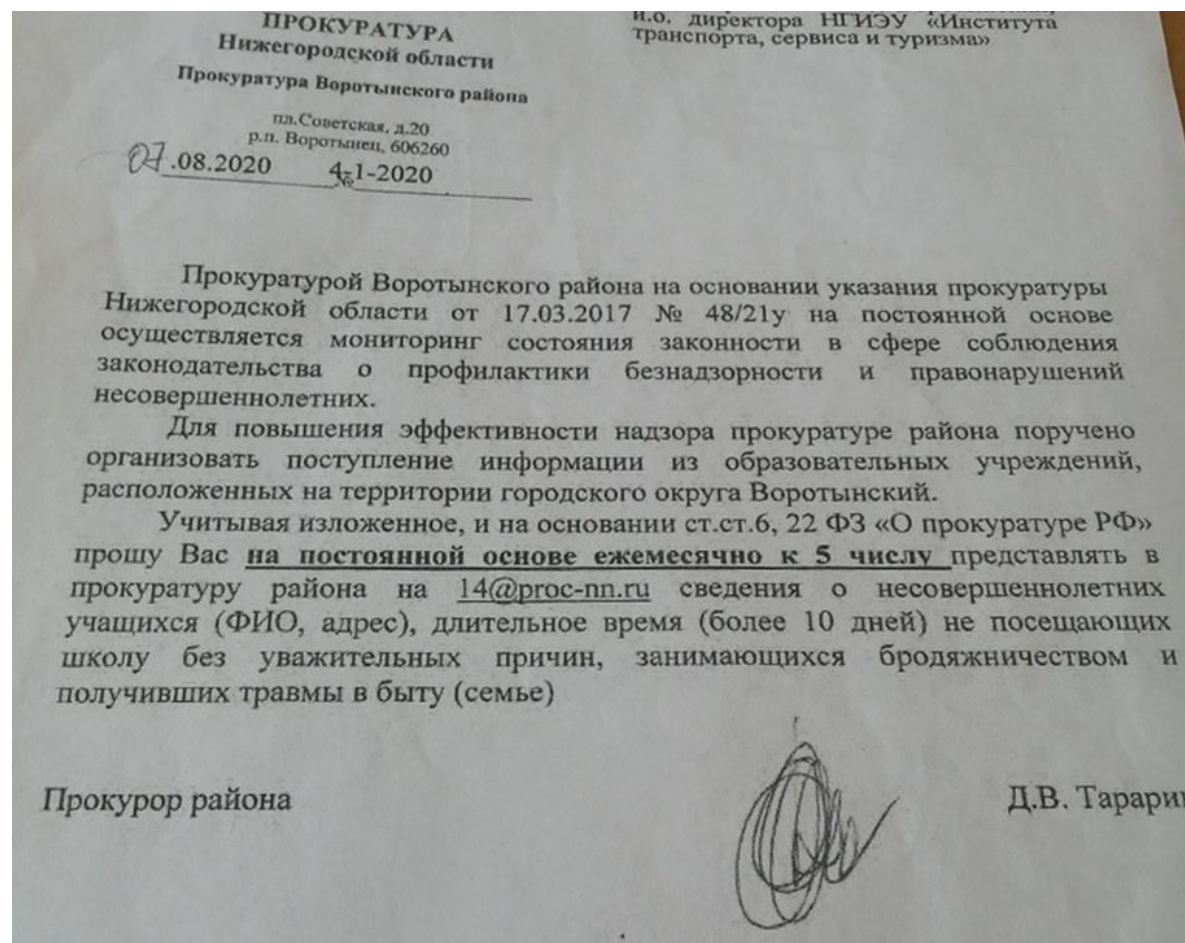 ПРОКУРАТУРА
Нижегородской области
Прокуратура Воротынского района
пл.Советская, д.20
р.п. Воротынец, 606260
07.08.2020 4-1-2020
№
и.о. директора НГИЭУ «Института
транспорта, сервиса и туризма»
Прокуратурой Воротынского района на основании указания прокуратуры
Нижегородской области от 17.03.2017 № 48/21у на постоянной основе
осуществляется мониторинг состояния законности в сфере соблюдения
законодательства о профилактики безнадзорности и правонарушений
несовершеннолетних.
Для повышения эффективности надзора прокуратуре района поручено
организовать поступление информации из образовательных учреждений,
расположенных на территории городского округа Воротынский.
Учитывая изложенное, и на основании ст.ст.6, 22 ФЗ «О прокуратуре РФ»
прошу Вас на постоянной основе ежемесячно к 5 числу представлять в
прокуратуру района на 14@proc-nn.ru сведения о несовершеннолетних
учащихся (ФИО, адрес), длительное время (более 10 дней) не посещающих
школу без уважительных причин, занимающихся бродяжничеством и
получивших травмы в быту (семье)
Прокурор района
Д.В. Тарари